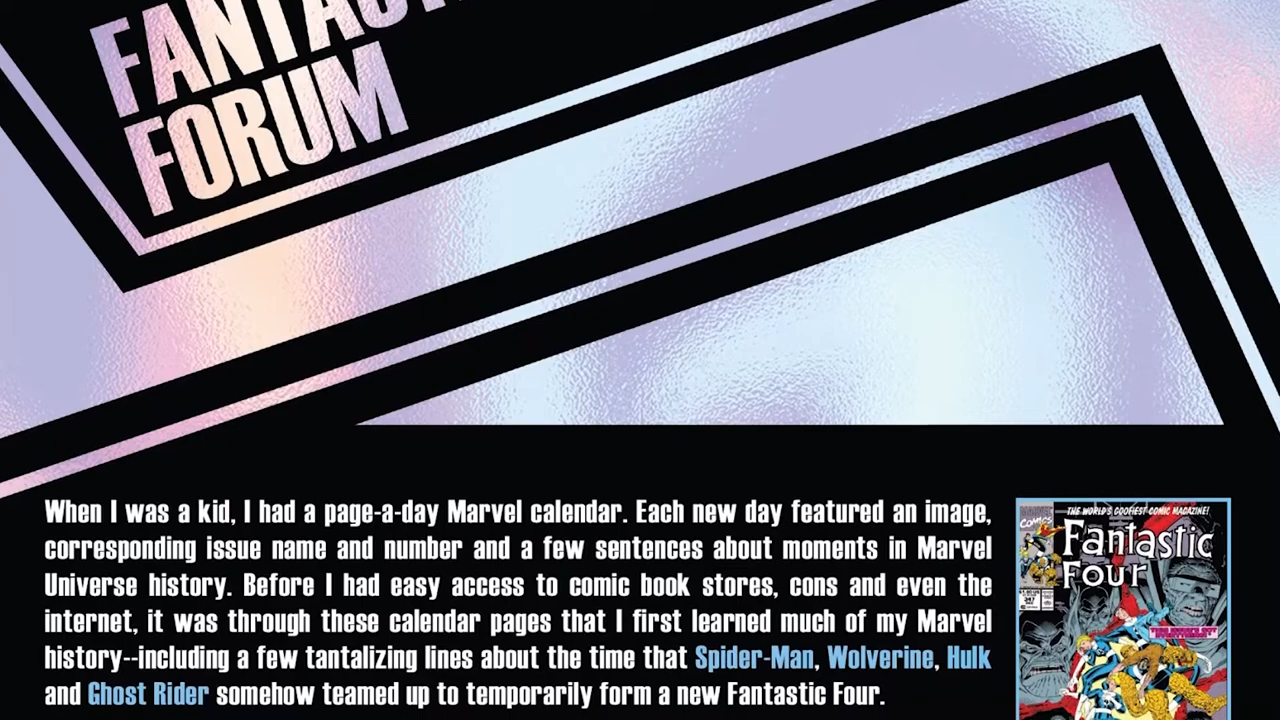 FORUM
When I was a kid, I had a page-a-day Marvel calendar. Each new day featured an image,
corresponding issue name and number and a few sentences about moments in Marvel
Universe history. Before I had easy access to comic book stores, cons and even the
internet, it was through these calendar pages that I first learned much of my Marvel
history--including a few tantalizing lines about the time that Spider-Man, Wolverine, Hulk
and Ghost Rider somehow teamed up to temporarily form a new Fantastic Four.
THE WORLD'S GOOFIEST COMIC MAGAZINE!
COMICS
Fantastic
Four
347